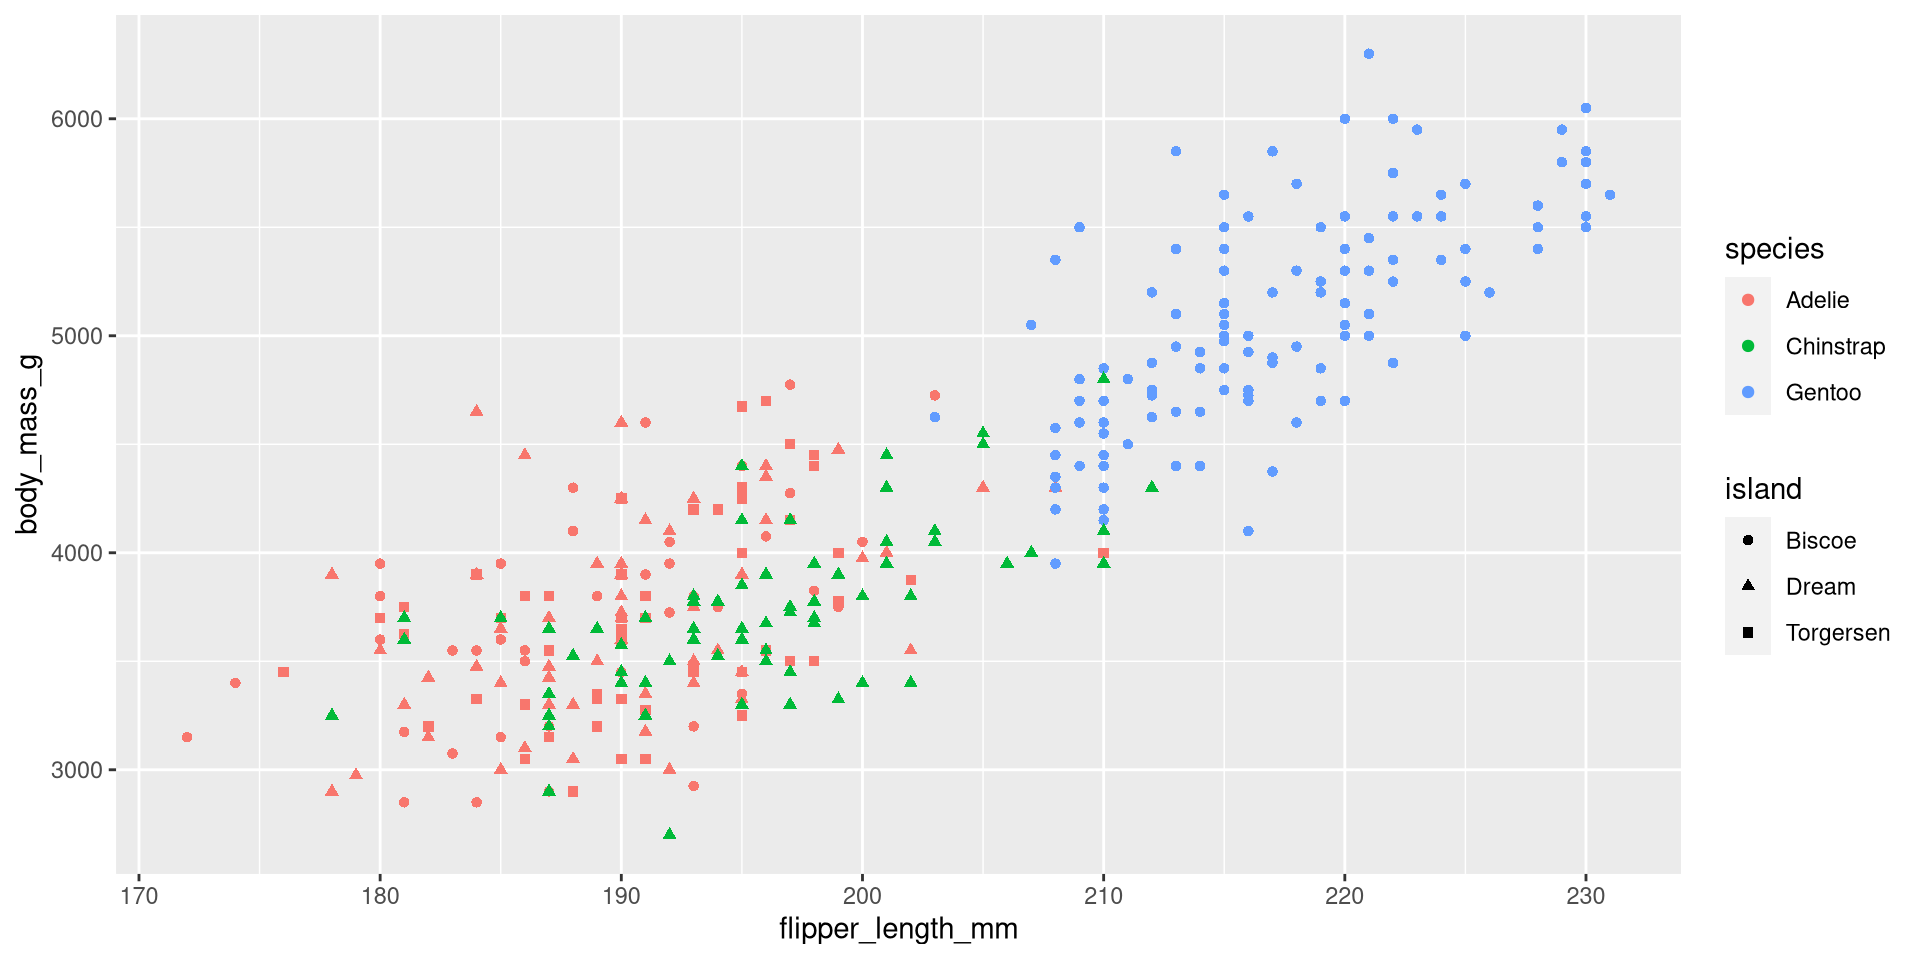 6000
5000
4000
3000
body_mass_g
170 180 190 200 210 220 230
flipper_length_mm
species
Adelie
Chinstrap
Gentoo
island
Biscoe
Dream
Torgersen